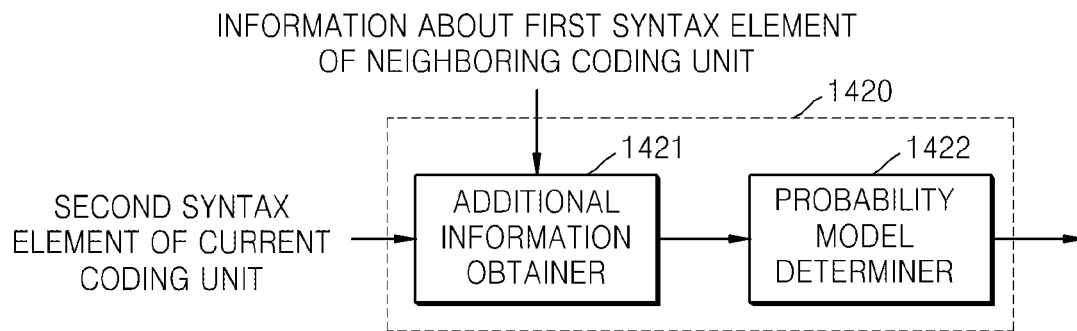 INFORMATION ABOUT FIRST SYNTAX ELEMENT
OF NEIGHBORING CODING UNIT
1420
1421
1422
SECOND SYNTAX
ELEMENT OF CURRENT
CODING UNIT
ADDITIONAL
INFORMATION
OBTAINER
PROBABILITY
MODEL
DETERMINER